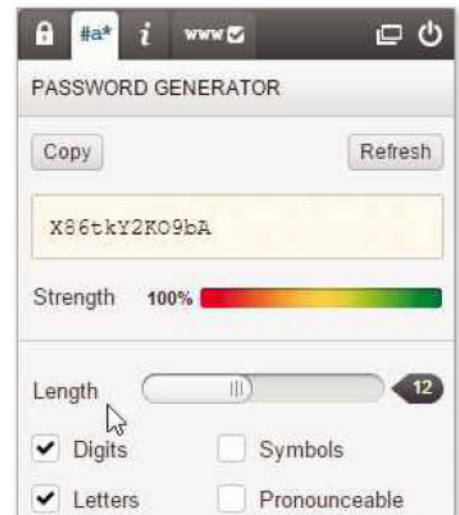 #a* i www
PASSWORD GENERATOR
Copy Refresh
X86tkY2KO9bA
Strength 100%
Length 12
Digits Symbols
Letters Pronounceable